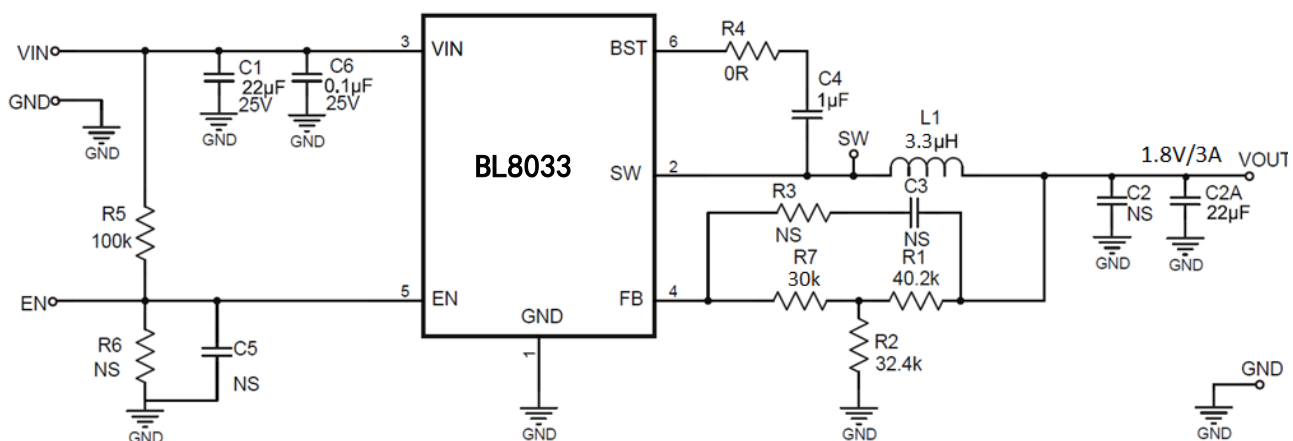 VIN
GND
GND
C1
22µF
25V
GND
C6
0.1µF
25V
GND
R5
100k
EN
R6
NS
C5
NS
GND
3
VIN
BST
6
BL8033
SW
2
5
EN
FB
4
GND
1
GND
R4
0R
C4
1µF
SW
L1
3.3µH
1.8V/3A
VOUT
R3
NS
C3
NS
R7
30k
R1
40.2k
R2
32.4k
GND
C2
NS
GND
C2A
22µF
GND
GND
GND